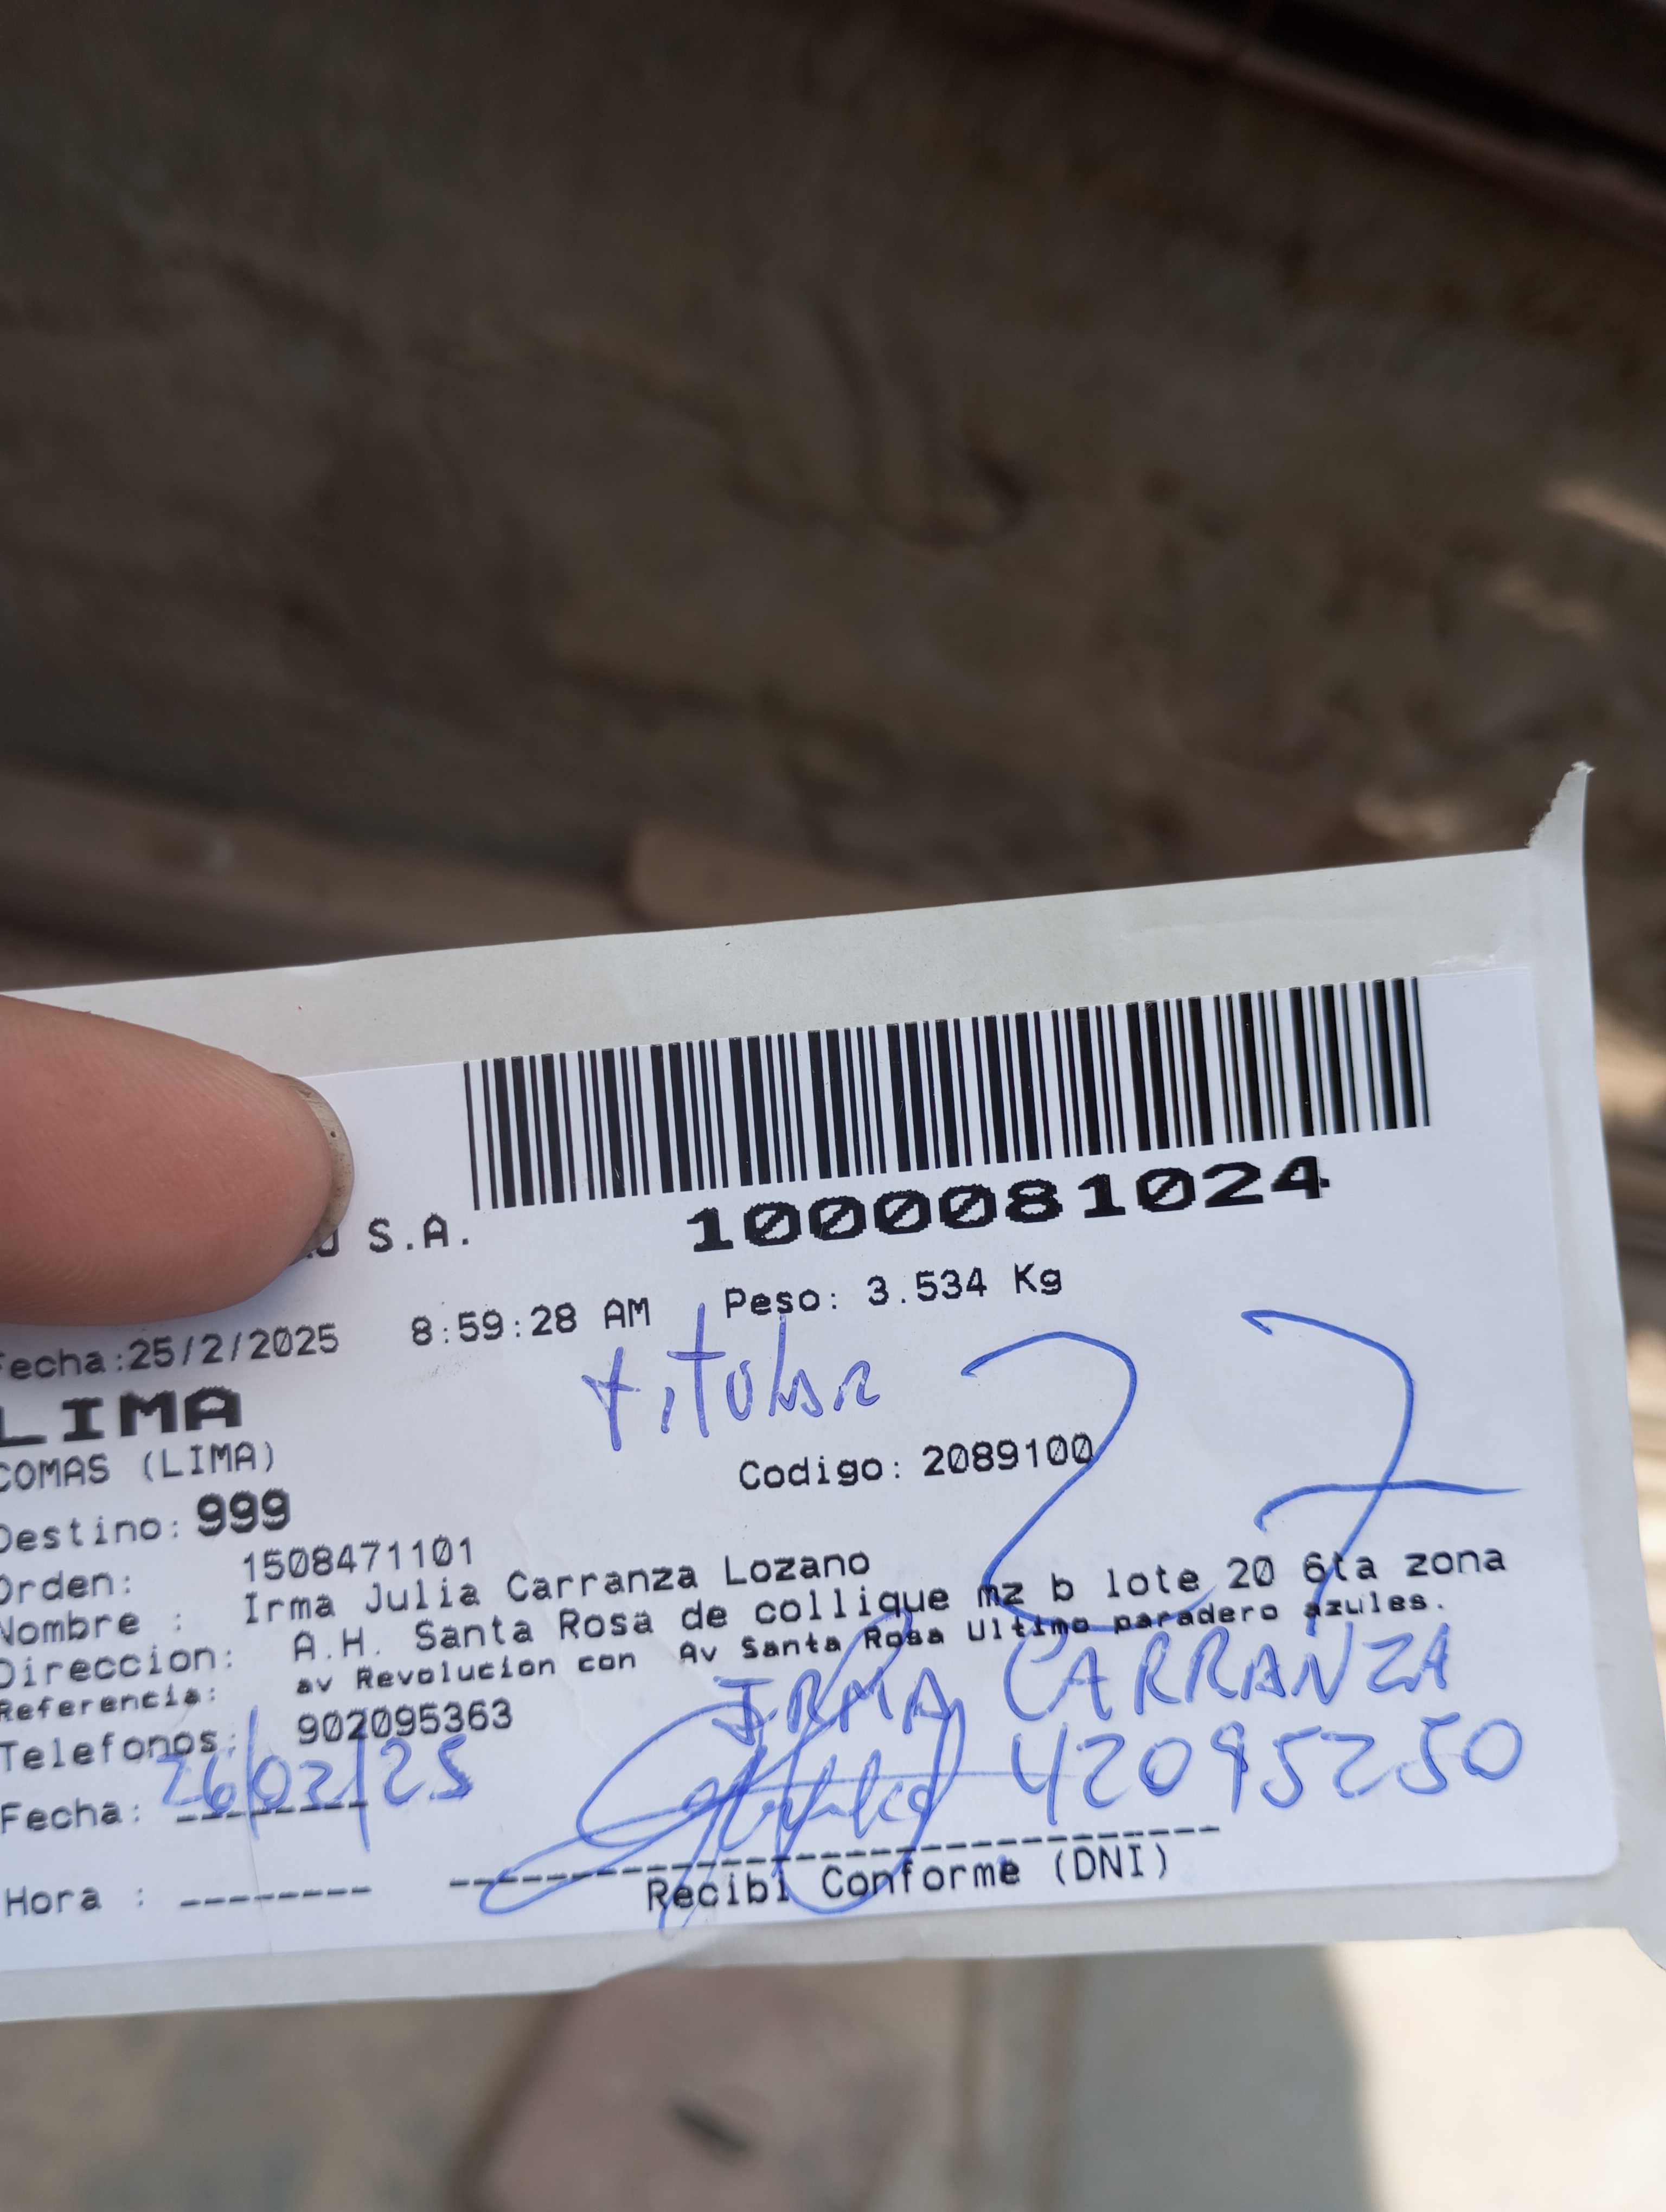 S.A.
1000081024
Fecha:25/2/2025 8:59:28 AM Peso: 3.534 Kg
LIMA
titular
27
COMAS (LIMA)
Codigo: 2089100
Destino: 999
Orden: 1508471101
Nombre : Irma Julia Carranza Lozano
Direccion: A.H. Santa Rosa de collique mz b lote 20 6ta zona
Referencia: av Revolucion con Av Santa Rosa Ultimo paradero azules.
Telefonos: 902095363
IRMA CARRANZA
Fecha: 26/02/25
42095250
Hora : --------
Recibi Conforme (DNI)